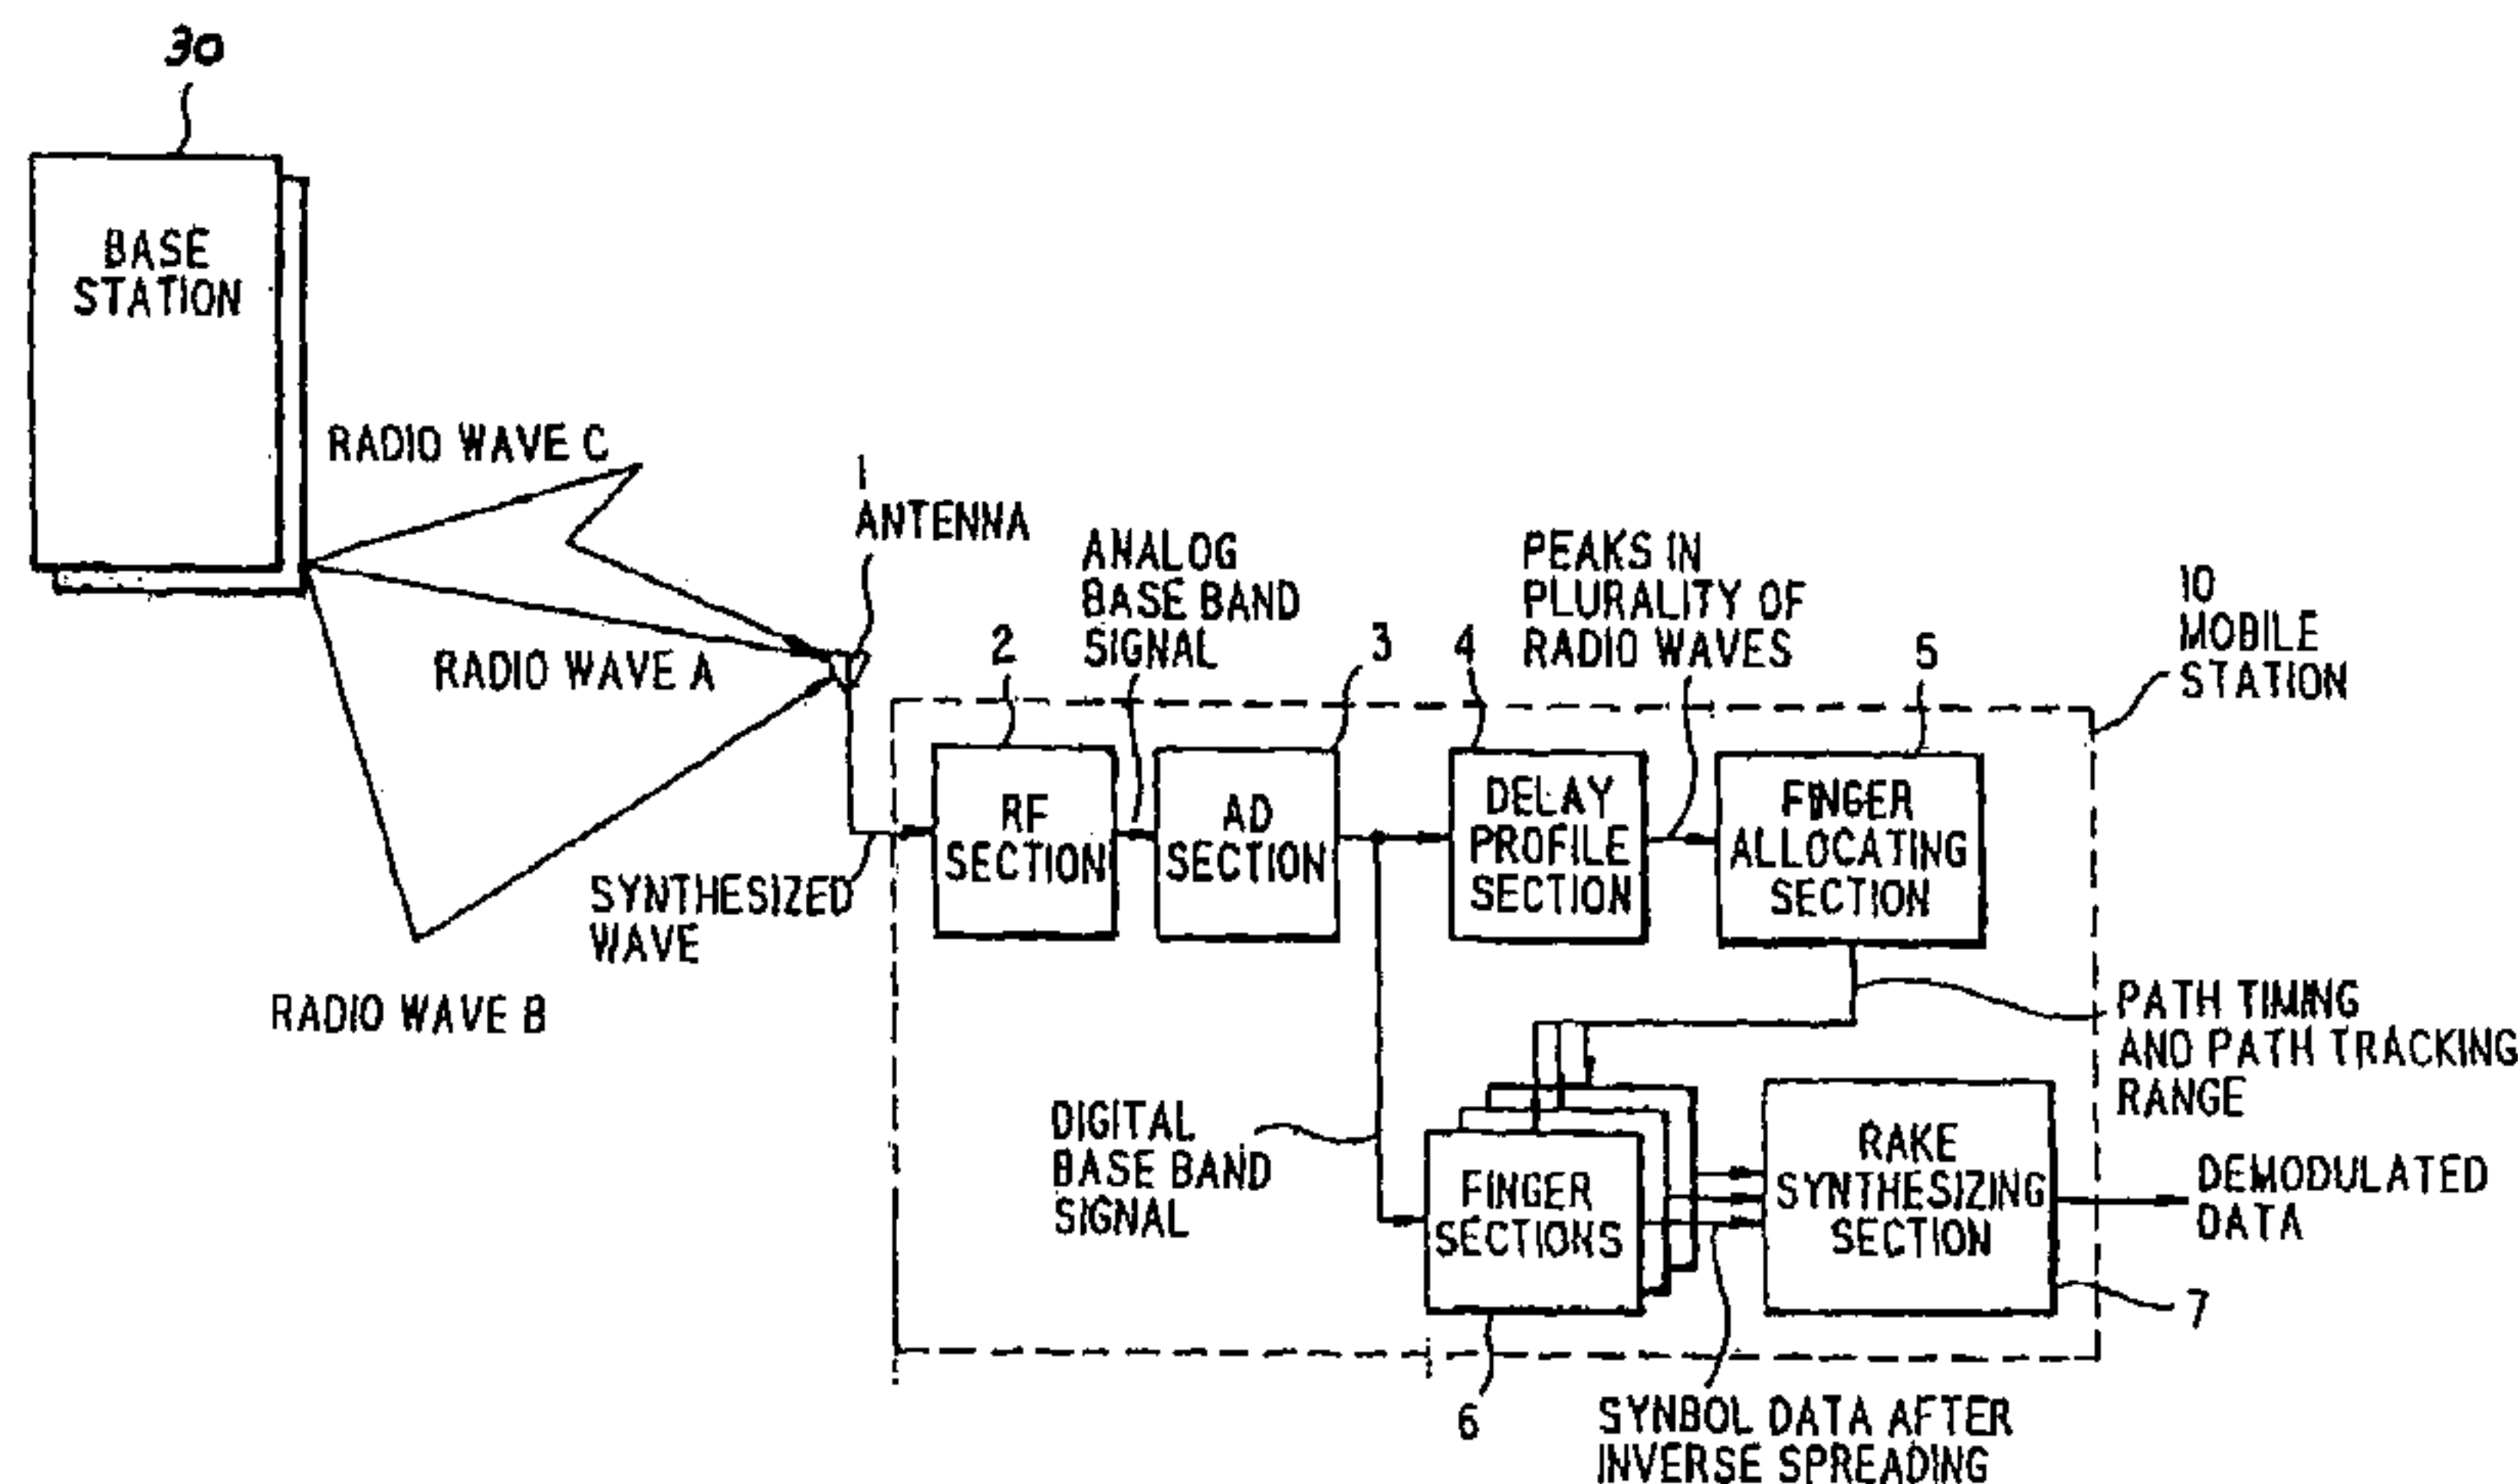 30
BASE
STATION
RADIO WAVE C
1
ANTENNA
RADIO WAVE A
RADIO WAVE B
SYNTHESIZED
WAVE
2
RF
SECTION
ANALOG
BASE BAND
SIGNAL
3
AD
SECTION
4
DELAY
PROFILE
SECTION
PEAKS IN
PLURALITY OF
RADIO WAVES
5
FINGER
ALLOCATING
SECTION
10
MOBILE
STATION
PATH TIMING
AND PATH TRACKING
RANGE
DIGITAL
BASE BAND
SIGNAL
FINGER
SECTIONS
6
RAKE
SYNTHESIZING
SECTION
7
DEMODULATED
DATA
SYNBOL DATA AFTER
INVERSE SPREADING